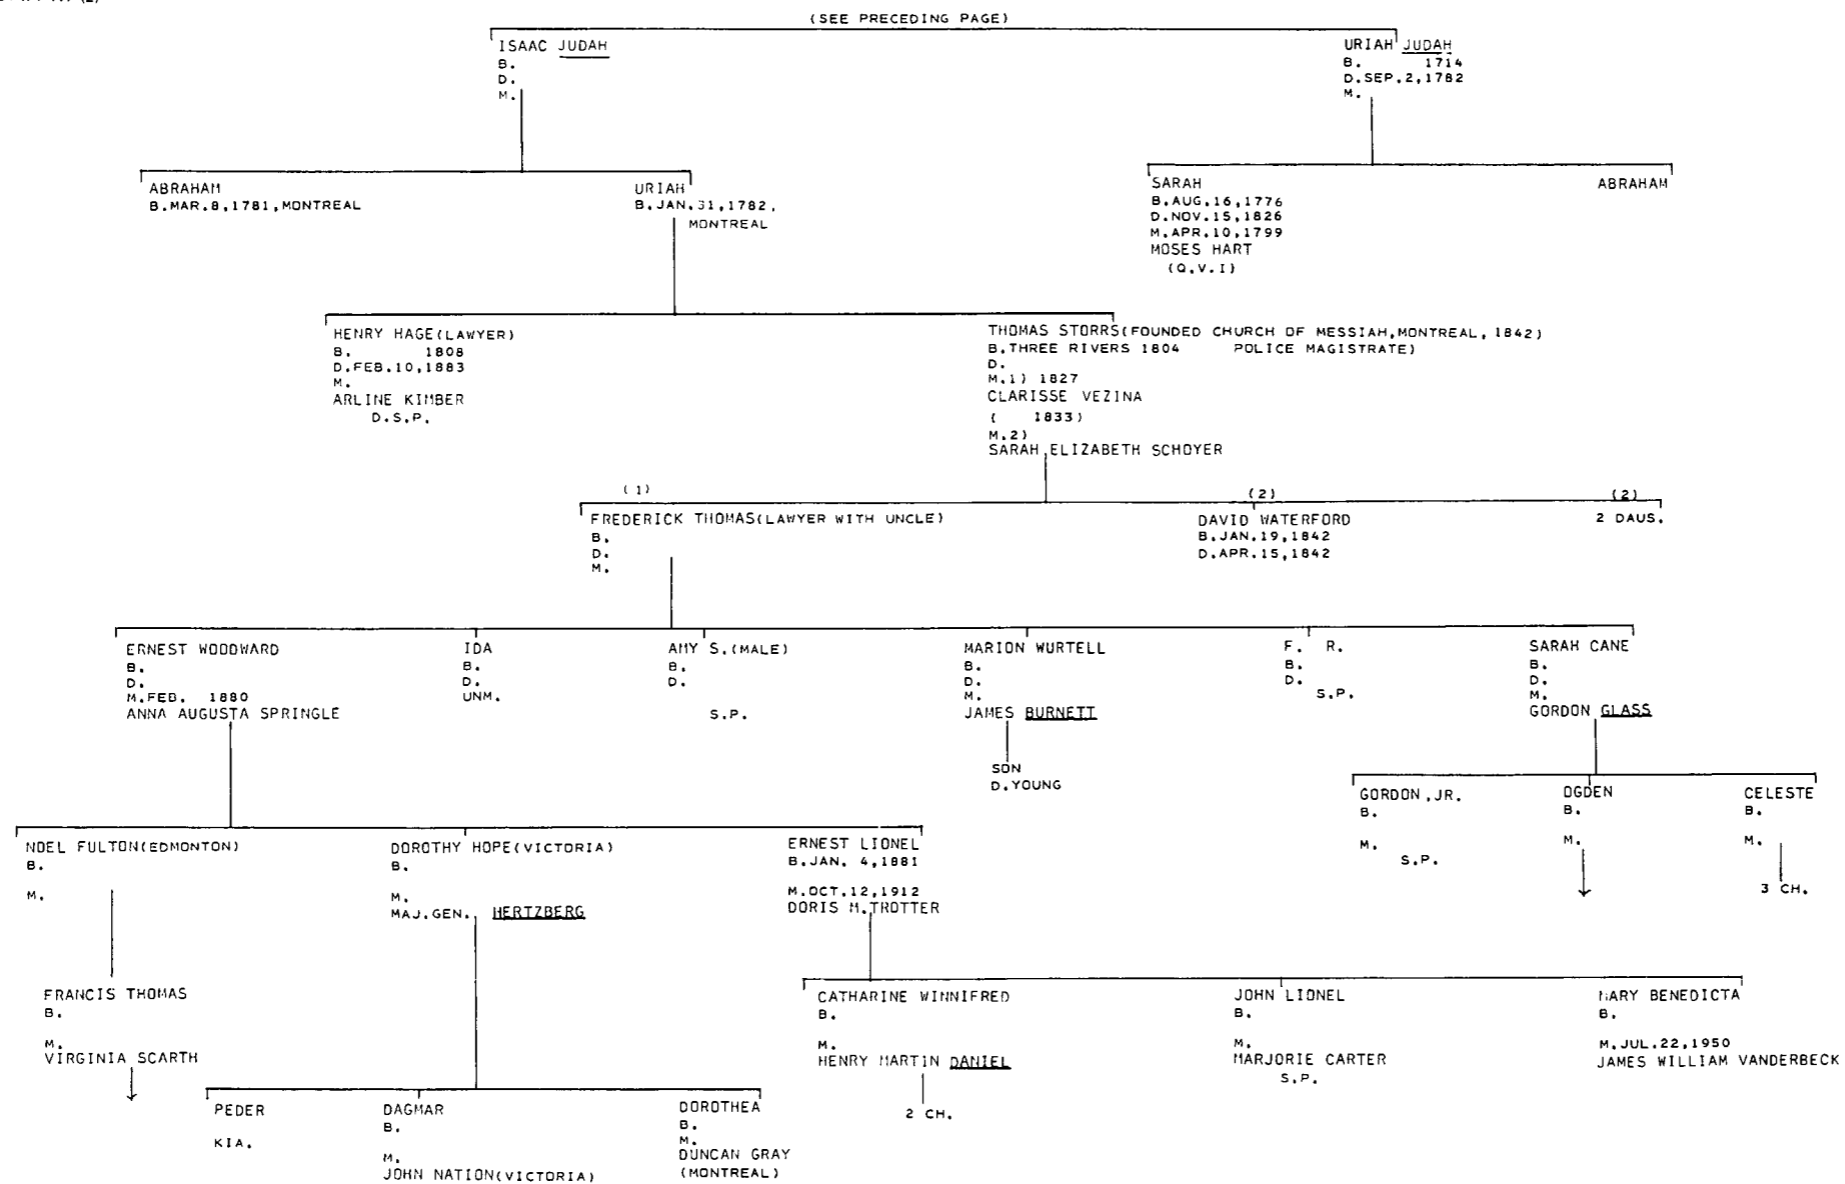 (SEE PRECEDING PAGE)
ISAAC JUDAH
B.
D.
M.
URIAH JUDAH
B. 1714
D.SEP.2,1782
M.
ABRAHAM
B.MAR.8,1781,MONTREAL
URIAH
B.JAN.31,1782,
MONTREAL
SARAH
B.AUG.16,1776
D.NOV.15,1826
M.APR.10,1799
MOSES HART
(Q.V.I)
ABRAHAM
HENRY HAGE(LAWYER)
B. 1808
D.FEB.10,1883
M.
ARLINE KIMBER
D.S.P.
THOMAS STORRS(FOUNDED CHURCH OF MESSIAH,MONTREAL, 1842)
B.THREE RIVERS 1804 POLICE MAGISTRATE)
D.
M.1) 1827
CLARISSE VEZINA
( 1833)
M.2)
SARAH ELIZABETH SCHOYER
(1)
FREDERICK THOMAS(LAWYER WITH UNCLE)
B.
D.
M.
(2)
DAVID WATERFORD
B.JAN.19,1842
D.APR.15,1842
(2)
2 DAUS.
ERNEST WOODWARD
B.
D.
M.FEB. 1880
ANNA AUGUSTA SPRINGLE
IDA
B.
D.
UNM.
AMY S.(MALE)
B.
D.
S.P.
MARION WURTELL
B.
D.
M.
JAMES BURNETT
SON
D.YOUNG
F. R.
B.
D.
S.P.
SARAH CANE
B.
D.
M.
GORDON GLASS
GORDON,JR.
B.
M.
S.P.
OGDEN
B.
M.
CELESTE
B.
M.
3 CH.
NOEL FULTON(EDMONTON)
B.
M.
DOROTHY HOPE(VICTORIA)
B.
M.
MAJ.GEN. HERTZBERG
ERNEST LIONEL
B.JAN. 4,1881
M.OCT.12,1912
DORIS M.TROTTER
FRANCIS THOMAS
B.
M.
VIRGINIA SCARTH
CATHARINE WINNIFRED
B.
M.
HENRY MARTIN DANIEL
2 CH.
JOHN LIONEL
B.
M.
MARJORIE CARTER
S.P.
MARY BENEDICTA
B.
M.JUL.22,1950
JAMES WILLIAM VANDERBECK
PEDER
KIA.
DAGMAR
B.
M.
JOHN NATION(VICTORIA)
DOROTHEA
B.
M.
DUNCAN GRAY
(MONTREAL)